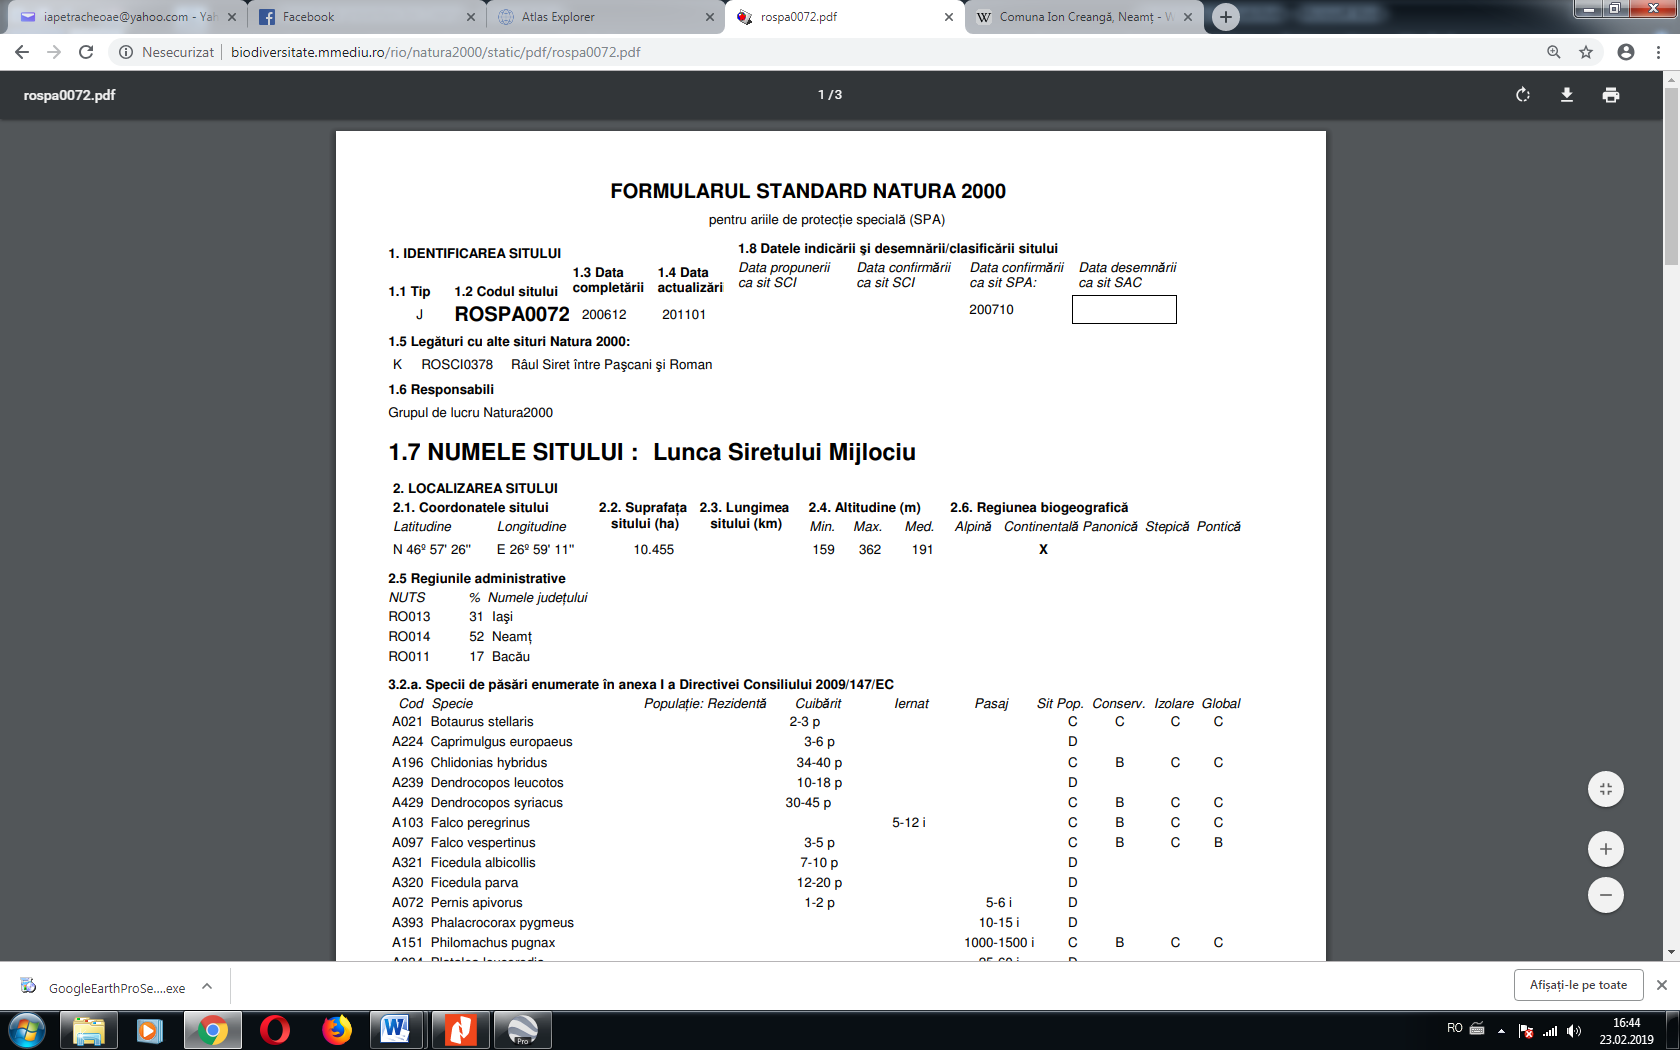 iapetracheoae@yahoo.com - Yah
Facebook
Atlas Explorer
rospa0072.pdf
Comuna Ion Creangă, Neamț - W
Nesecurizat
biodiversitate.mmediu.ro/rio/natura2000/static/pdf/rospa0072.pdf
rospa0072.pdf 1 / 3
FORMULARUL STANDARD NATURA 2000
pentru ariile de protecție specială (SPA)
1. IDENTIFICAREA SITULUI
1.8 Datele indicării şi desemnării/clasificării sitului
1.1 Tip 1.2 Codul sitului 1.3 Data completării 1.4 Data actualizări
Data propunerii ca sit SCI Data confirmării ca sit SCI Data confirmării ca sit SPA: Data desemnării ca sit SAC
J ROSPA0072 200612 201101 200710
1.5 Legături cu alte situri Natura 2000:
K ROSCI0378 Râul Siret între Paşcani şi Roman
1.6 Responsabili
Grupul de lucru Natura2000
1.7 NUMELE SITULUI : Lunca Siretului Mijlociu
2. LOCALIZAREA SITULUI
2.1. Coordonatele sitului 2.2. Suprafața sitului (ha) 2.3. Lungimea sitului (km) 2.4. Altitudine (m) 2.6. Regiunea biogeografică
Latitudine Longitudine Min. Max. Med. Alpină Continentală Panonică Stepică Pontică
N 46º 57' 26'' E 26º 59' 11'' 10.455 159 362 191 X
2.5 Regiunile administrative
NUTS % Numele județului
RO013 31 Iaşi
RO014 52 Neamț
RO011 17 Bacău
3.2.a. Specii de păsări enumerate în anexa I a Directivei Consiliului 2009/147/EC
Cod Specie Populație: Rezidentă Cuibărit Iernat Pasaj Sit Pop. Conserv. Izolare Global
A021 Botaurus stellaris 2-3 p C C C C
A224 Caprimulgus europaeus 3-6 p D
A196 Chlidonias hybridus 34-40 p C B C C
A239 Dendrocopos leucotos 10-18 p D
A429 Dendrocopos syriacus 30-45 p C B C C
A103 Falco peregrinus 5-12 i C B C C
A097 Falco vespertinus 3-5 p C B C B
A321 Ficedula albicollis 7-10 p D
A320 Ficedula parva 12-20 p D
A072 Pernis apivorus 1-2 p 5-6 i D
A393 Phalacrocorax pygmeus 10-15 i D
A151 Philomachus pugnax 1000-1500 i C B C C
GoogleEarthProSe....exe
Afișați-le pe toate
Pro
RO
16:44
23.02.2019